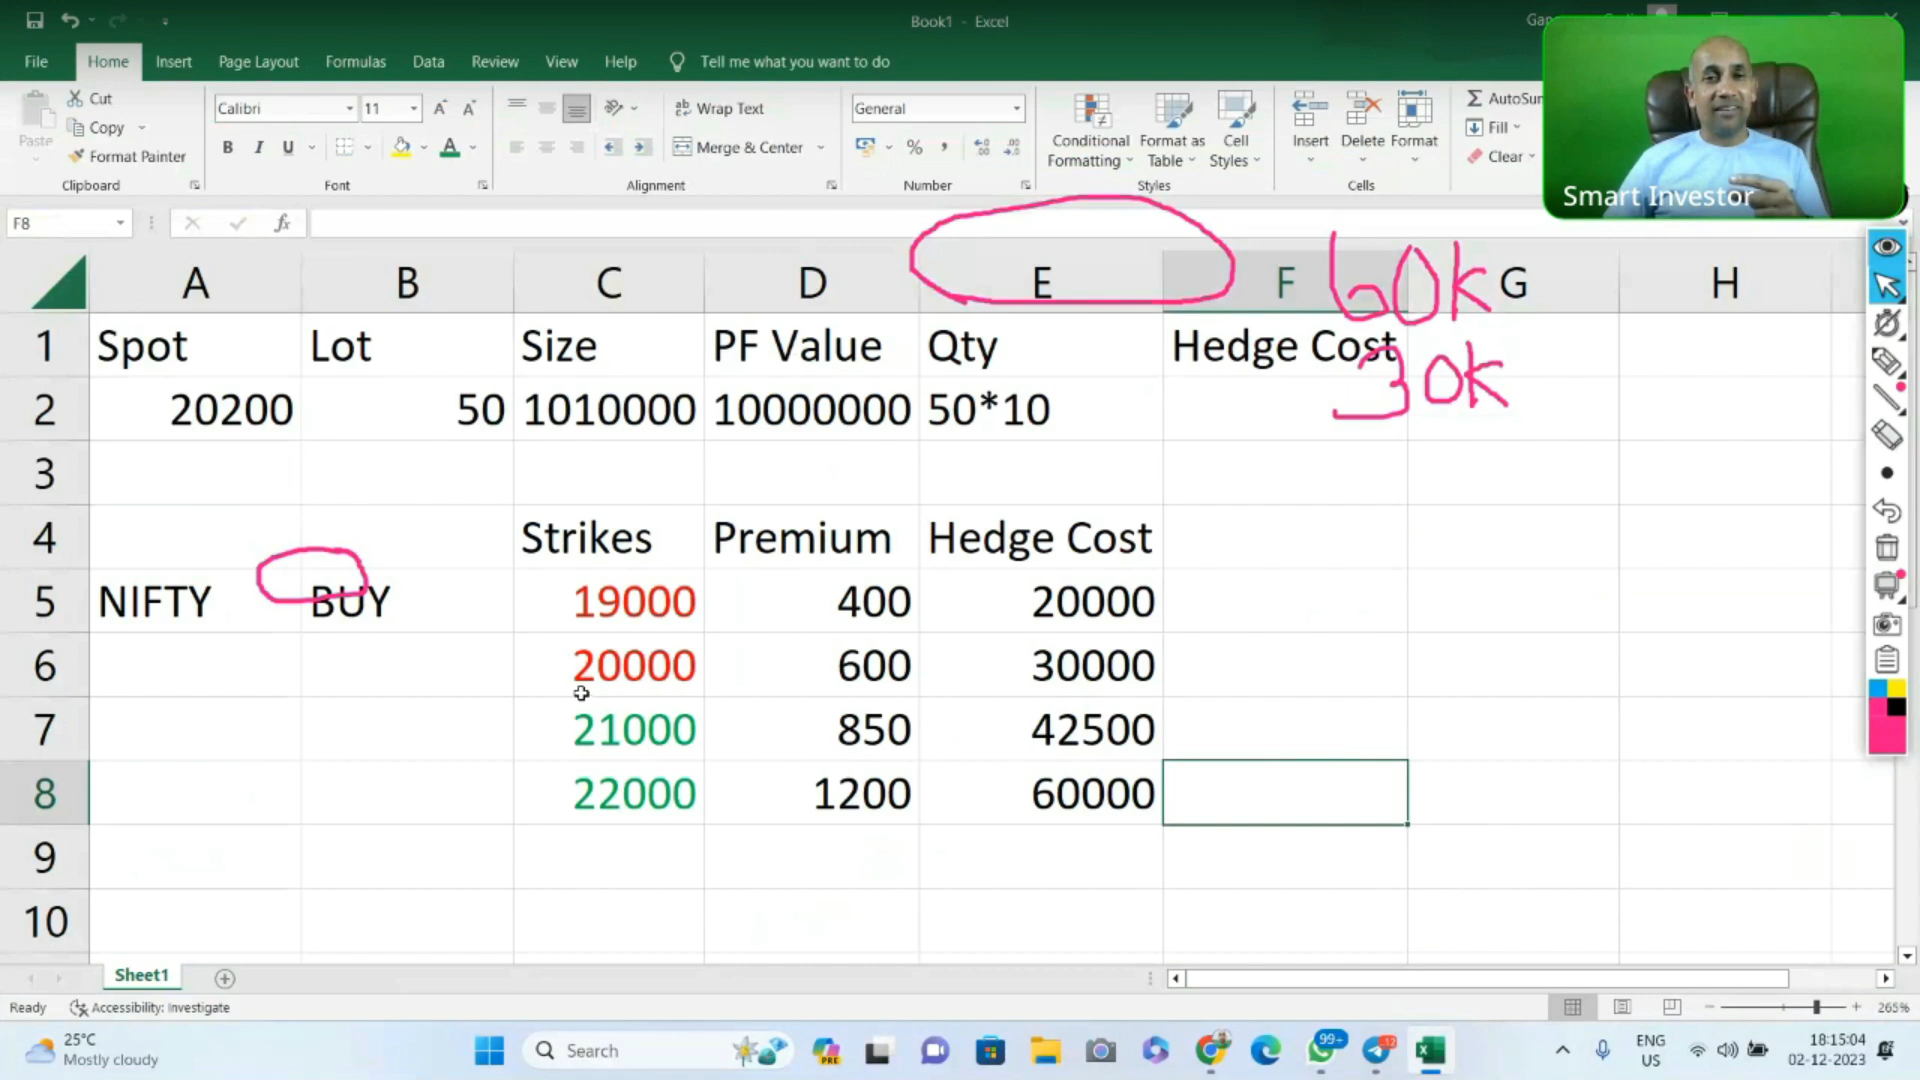 Book1 - Excel
File Home Insert Page Layout Formulas Data Review View Help Tell me what you want to do
Cut
Copy
Paste
Format Painter
Clipboard
Calibri 11
B I U
Font
Wrap Text
Merge & Center
Alignment
General
Number
Conditional Formatting
Format as Table
Cell Styles
Styles
Insert Delete Format
Cells
Fill
Clear
Smart Investor
F8 fx
A B C D E F G H
60K
30K
1 Spot Lot Size PF Value Qty Hedge Cost
2 20200 50 1010000 10000000 50*10
3
4 Strikes Premium Hedge Cost
5 NIFTY BUY 19000 400 20000
6 20000 600 30000
7 21000 850 42500
8 22000 1200 60000
9
10
Sheet1
Ready Accessibility: Investigate 265%
25°C
Mostly cloudy
Search
PRE
99+
12
ENG
US
18:15:04
02-12-2023